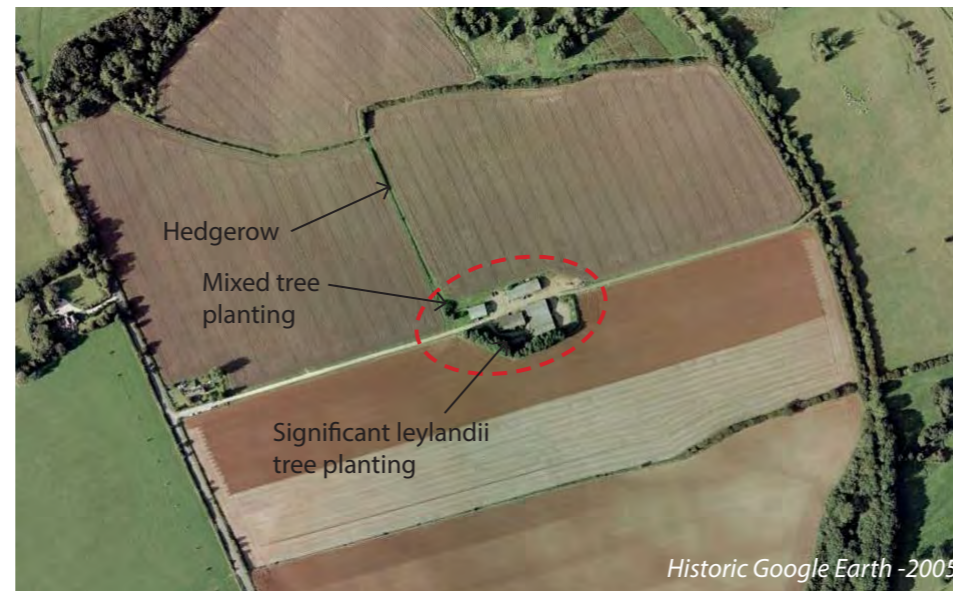 Hedgerow
Mixed tree
planting
Significant leylandii
tree planting
Historic Google Earth -2005